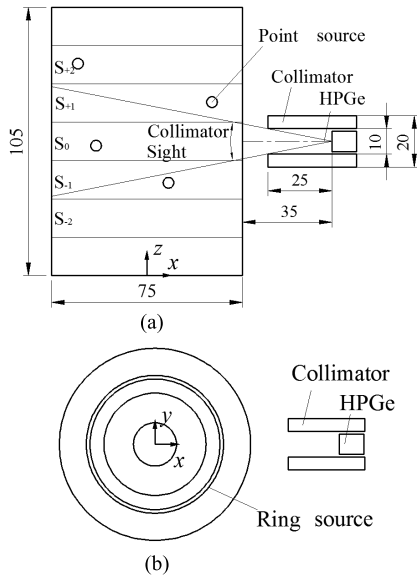 Point source
Collimator
HPGe
S+2
S+1
S0
S-1
S-2
Collimator
Sight
105
10
20
25
35
z
x
75
(a)
Collimator
HPGe
y
x
Ring source
(b)